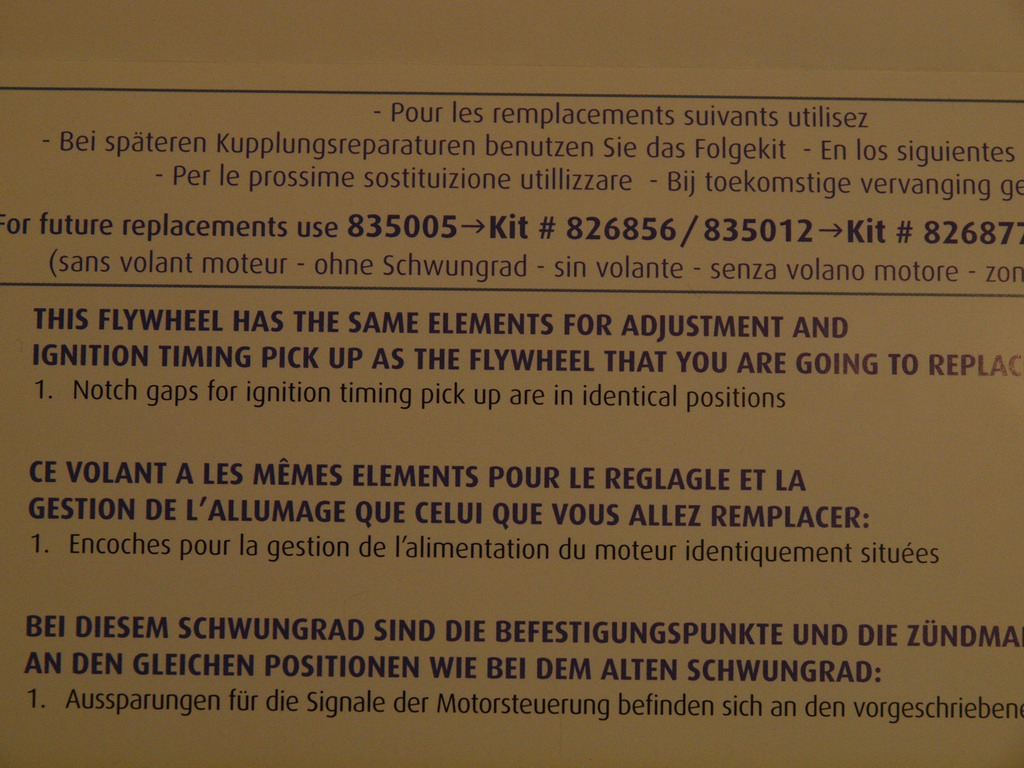 - Pour les remplacements suivants utilisez
- Bei späteren Kupplungsreparaturen benutzen Sie das Folgekit - En los siguientes
- Per le prossime sostituizione utillizzare - Bij toekomstige vervanging ge
For future replacements use 835005→Kit # 826856 / 835012→Kit # 826877
(sans volant moteur - ohne Schwungrad - sin volante - senza volano motore - zon
THIS FLYWHEEL HAS THE SAME ELEMENTS FOR ADJUSTMENT AND
IGNITION TIMING PICK UP AS THE FLYWHEEL THAT YOU ARE GOING TO REPLAC
1. Notch gaps for ignition timing pick up are in identical positions
CE VOLANT A LES MÊMES ELEMENTS POUR LE REGLAGLE ET LA
GESTION DE L'ALLUMAGE QUE CELUI QUE VOUS ALLEZ REMPLACER:
1. Encoches pour la gestion de l'alimentation du moteur identiquement situées
BEI DIESEM SCHWUNGRAD SIND DIE BEFESTIGUNGSPUNKTE UND DIE ZÜNDMA
AN DEN GLEICHEN POSITIONEN WIE BEI DEM ALTEN SCHWUNGRAD:
1. Aussparungen für die Signale der Motorsteuerung befinden sich an den vorgeschriebene